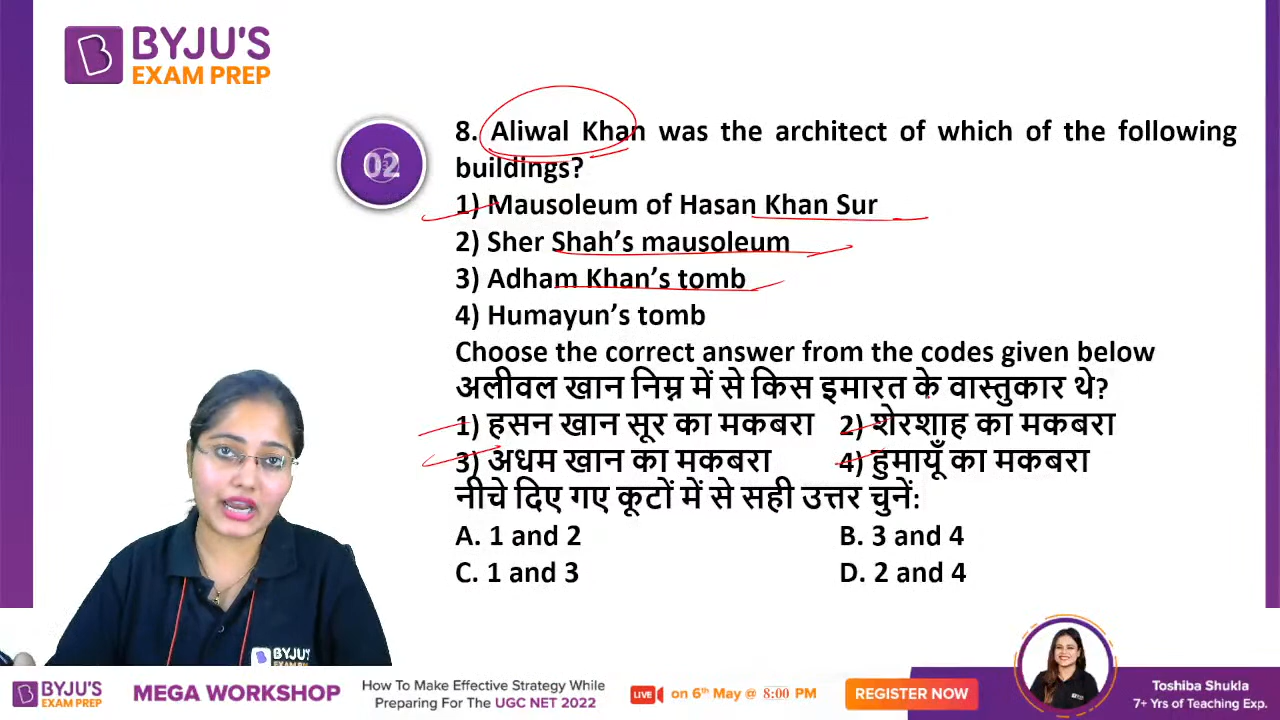 BYJU'S
EXAM PREP
02
8. Aliwal Khan was the architect of which of the following
buildings?
1) Mausoleum of Hasan Khan Sur
2) Sher Shah's mausoleum
3) Adham Khan's tomb
4) Humayun's tomb
Choose the correct answer from the codes given below
अलीवल खान निम्न में से किस इमारत के वास्तुकार थे?
1) हसन खान सूर का मकबरा 2) शेरशाह का मकबरा
3) अधम खान का मकबरा 4) हुमायूँ का मकबरा
नीचे दिए गए कूटों में से सही उत्तर चुनें:
A. 1 and 2 B. 3 and 4
C. 1 and 3 D. 2 and 4
BYJU'S
EXAM PREP
BYJU'S
EXAM PREP
MEGA WORKSHOP
How To Make Effective Strategy While
Preparing For The UGC NET 2022
LIVE on 6th May @ 8:00 PM
REGISTER NOW
Toshiba Shukla
7+ Yrs of Teaching Exp.